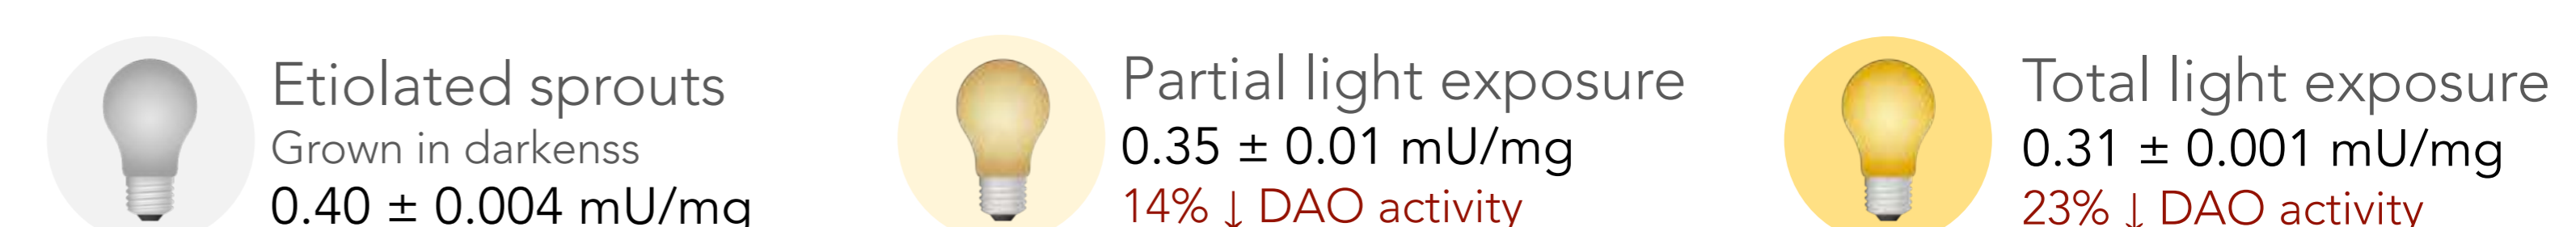 Etiolated sprouts
Grown in darkenss
0.40 ± 0.004 mU/mg
Partial light exposure
0.35 ± 0.01 mU/mg
14% ↓ DAO activity
Total light exposure
0.31 ± 0.001 mU/mg
23% ↓ DAO activity